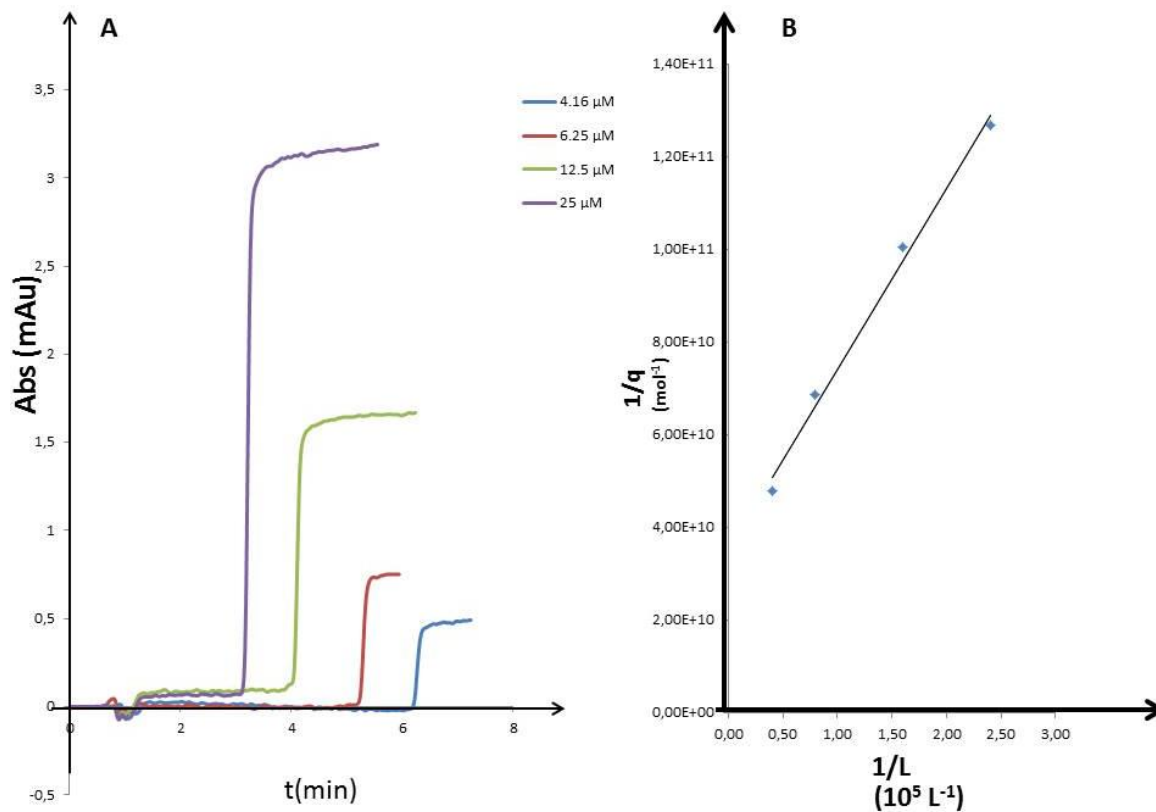 A
3,5
3
2,5
2
1,5
1
0,5
0
-0,5
0
2
4
6
8
Abs (mAu)
t(min)
4.16 µM
6.25 µM
12.5 µM
25 µM
B
1,40E+11
1,20E+11
1,00E+11
8,00E+10
6,00E+10
4,00E+10
2,00E+10
0,00E+00
0,00
0,50
1,00
1,50
2,00
2,50
3,00
1/q
(mol⁻¹)
1/L
(10⁵ L⁻¹)